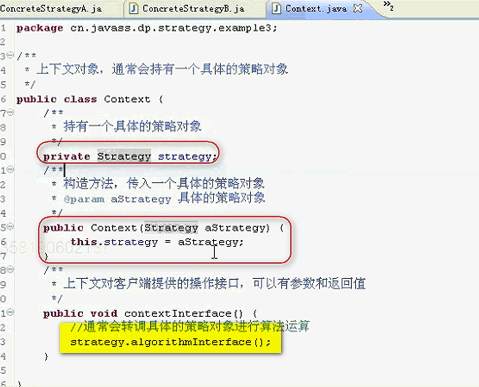 ConcreteStrategyA.ja
ConcreteStrategyB.ja
Context.java
2
package cn.javass.dp.strategy.example3;
/**
 * 上下文对象，通常会持有一个具体的策略对象
 */
public class Context {
/**
 * 持有一个具体的策略对象
 */
private Strategy strategy;
/**
 * 构造方法，传入一个具体的策略对象
 * @param aStrategy 具体的策略对象
 */
public Context(Strategy aStrategy) {
this.strategy = aStrategy;
}
/**
 * 上下文对客户端提供的操作接口，可以有参数和返回值
 */
public void contextInterface() {
//通常会转调具体的策略对象进行算法运算
strategy.algorithmInterface();
}
}